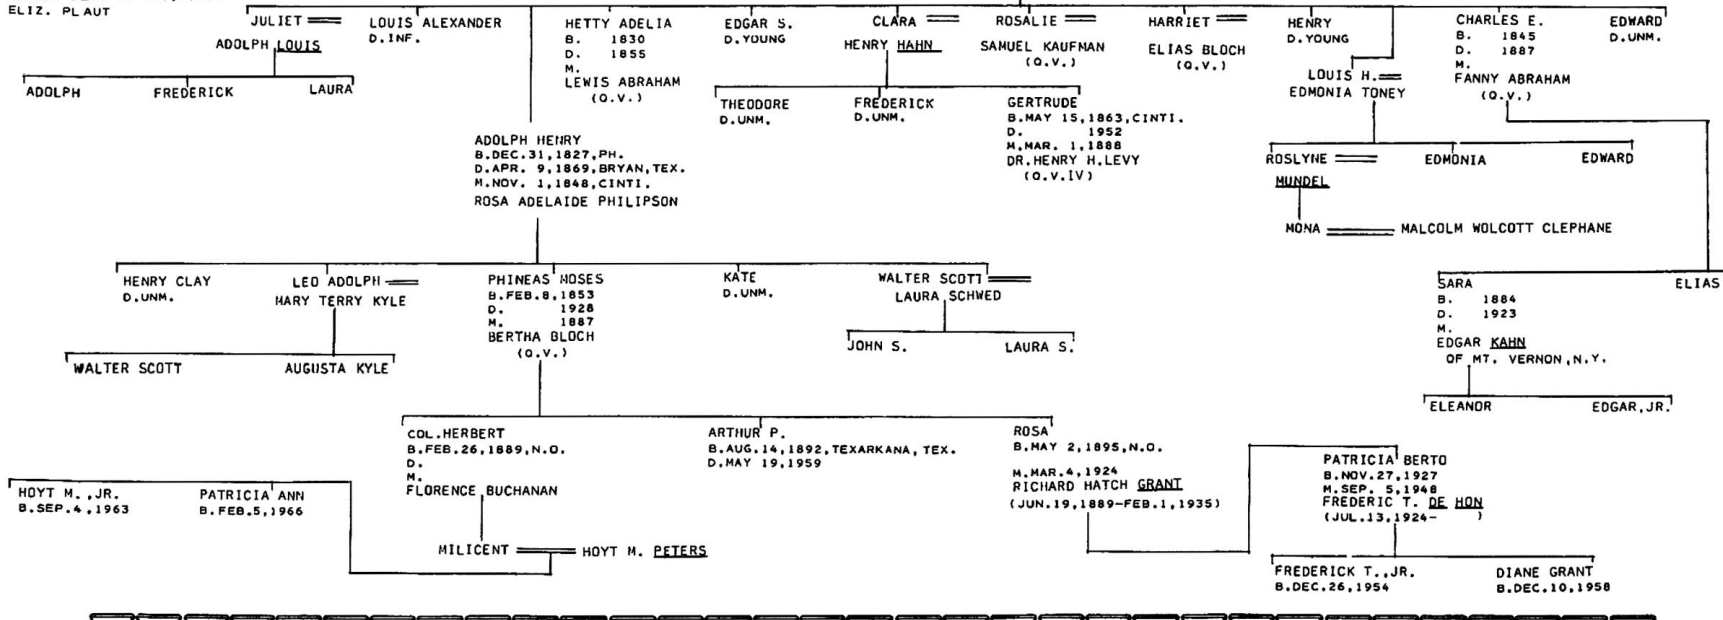 ELIZ. PLAUT
JULIET
ADOLPH LOUIS
LOUIS ALEXANDER
D.INF.
HETTY ADELIA
B. 1830
D. 1855
M.
LEWIS ABRAHAM
(Q.V.)
EDGAR S.
D.YOUNG
CLARA
HENRY HAHN
ROSALIE
SAMUEL KAUFMAN
(Q.V.)
HARRIET
ELIAS BLOCH
(Q.V.)
HENRY
D.YOUNG
LOUIS H.
EDMONIA TONEY
CHARLES E.
B. 1845
D. 1887
M.
FANNY ABRAHAM
(Q.V.)
EDWARD
D.UNM.
ADOLPH
FREDERICK
LAURA
THEODORE
D.UNM.
FREDERICK
D.UNM.
GERTRUDE
B.MAY 15,1863,CINTI.
D. 1952
M.MAR. 1,1888
DR.HENRY H.LEVY
(Q.V.IV)
ADOLPH HENRY
B.DEC.31,1827,PH.
D.APR. 9,1869,BRYAN,TEX.
M.NOV. 1,1848,CINTI.
ROSA ADELAIDE PHILIPSON
ROSLYNE
MUNDEL
EDMONIA
EDWARD
MONA
MALCOLM WOLCOTT CLEPHANE
HENRY CLAY
D.UNM.
LEO ADOLPH
MARY TERRY KYLE
PHINEAS MOSES
B.FEB.8,1853
D. 1928
M. 1887
BERTHA BLOCH
(Q.V.)
KATE
D.UNM.
WALTER SCOTT
LAURA SCHWED
SARA
B. 1884
D. 1923
M.
EDGAR KAHN
OF MT. VERNON,N.Y.
ELIAS
WALTER SCOTT
AUGUSTA KYLE
JOHN S.
LAURA S.
ELEANOR
EDGAR,JR.
COL.HERBERT
B.FEB.26,1889,N.O.
D.
M.
FLORENCE BUCHANAN
ARTHUR P.
B.AUG.14,1892,TEXARKANA,TEX.
D.MAY 19,1959
ROSA
B.MAY 2,1895,N.O.
M.MAR.4,1924
RICHARD HATCH GRANT
(JUN.19,1889-FEB.1,1935)
PATRICIA BERTO
B.NOV.27,1927
M.SEP. 5,1948
FREDERIC T. DE HON
(JUL.13,1924- )
HOYT M.,JR.
B.SEP.4,1963
PATRICIA ANN
B.FEB.5,1966
MILICENT
HOYT M. PETERS
FREDERICK T.,JR.
B.DEC.26,1954
DIANE GRANT
B.DEC.10,1958